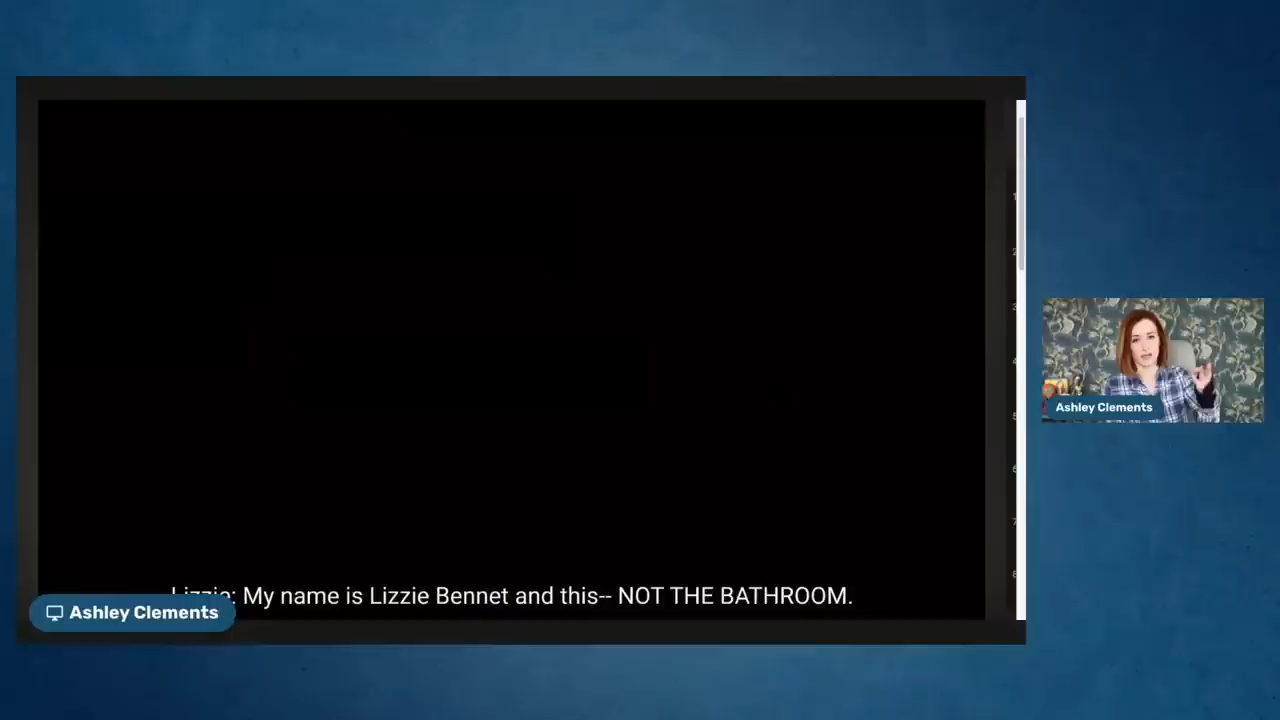 Lizzie: My name is Lizzie Bennet and this-- NOT THE BATHROOM.
Ashley Clements
Ashley Clements